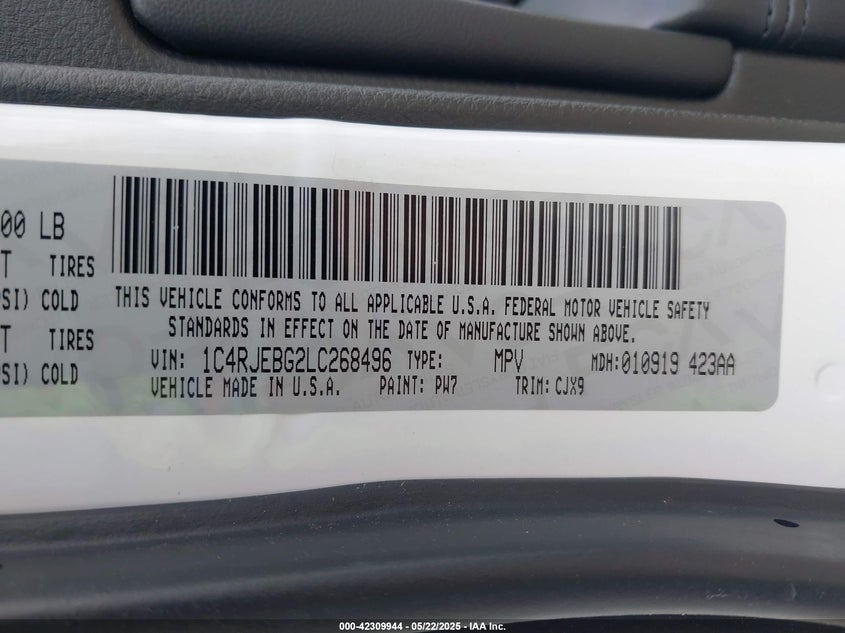 00 LB
T TIRES
SI) COLD
T TIRES
SI) COLD
THIS VEHICLE CONFORMS TO ALL APPLICABLE U.S.A. FEDERAL MOTOR VEHICLE SAFETY
STANDARDS IN EFFECT ON THE DATE OF MANUFACTURE SHOWN ABOVE.
VIN: 1C4RJEBG2LC268496 TYPE: MPV MDH:010919 423AA
VEHICLE MADE IN U.S.A. PAINT: PW7 TRIM: CJX9
000-42309944 — 05/22/2025 - IAA Inc.